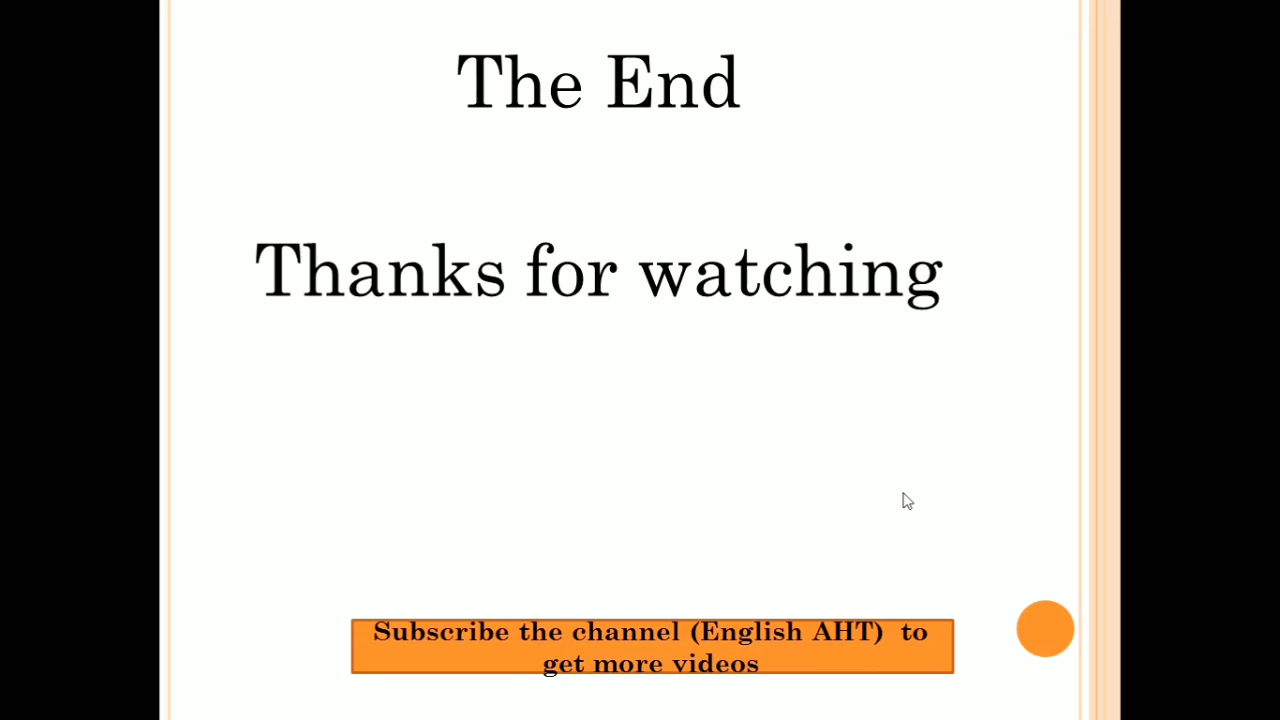 The End
Thanks for watching
Subscribe the channel (English AHT)  to
get more videos